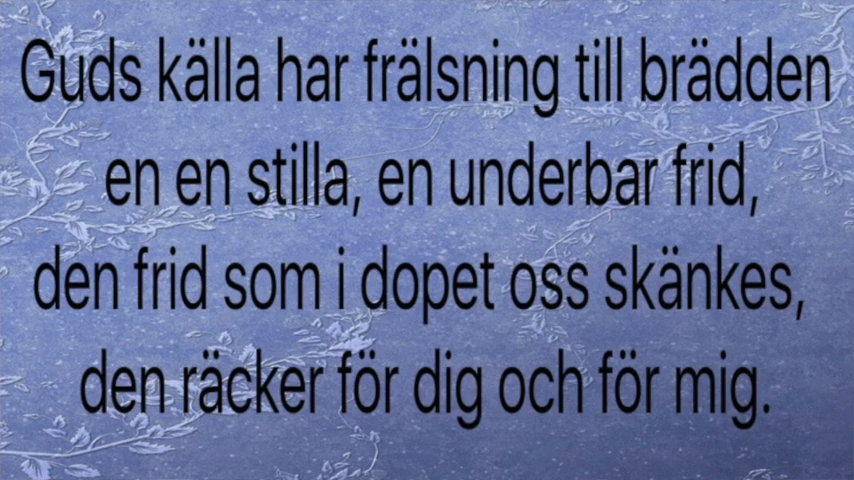 Guds källa har frälsning till brädden
en en stilla, en underbar frid,
den frid som i dopet oss skänkes,
den räcker för dig och för mig.